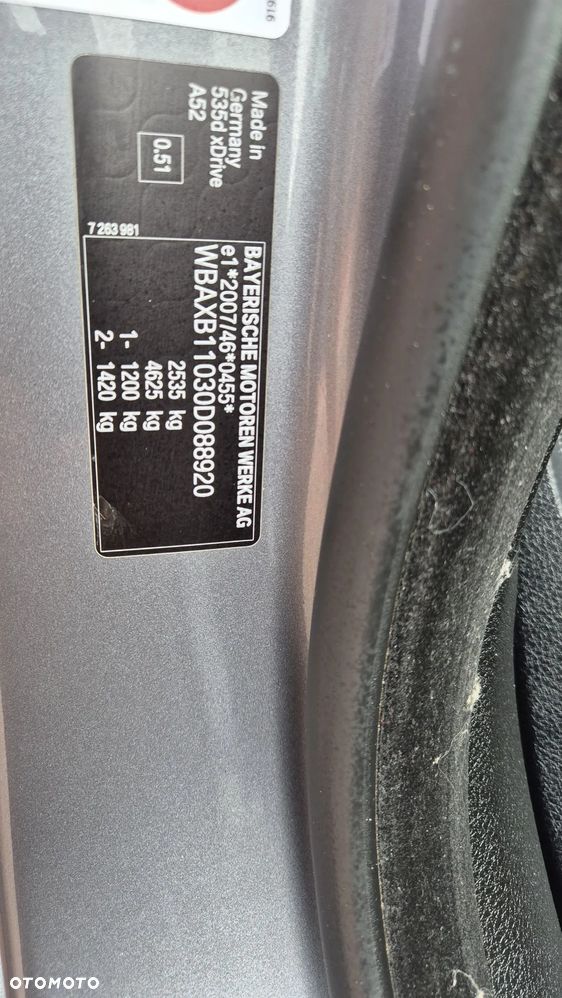 Made in
Germany
535d xDrive
A52
0.51
7 263 981
BAYERISCHE MOTOREN WERKE AG
e1*2007/46*0455*
WBAXB11030D088920
2535 kg
4625 kg
1- 1200 kg
2- 1420 kg
OTOMOTO